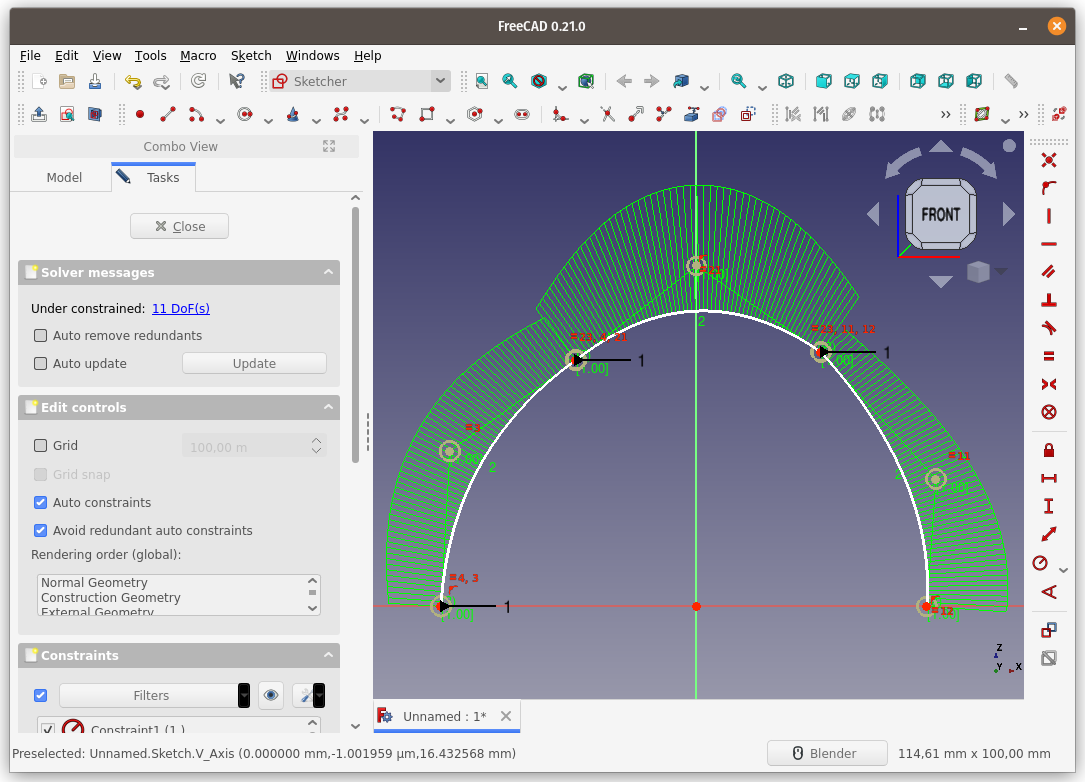 FreeCAD 0.21.0
File Edit View Tools Macro Sketch Windows Help
Sketcher
Combo View
Model Tasks
Close
Solver messages
Under constrained: 11 DoF(s)
Auto remove redundants
Auto update Update
Edit controls
Grid 100,00 m
Grid snap
Auto constraints
Avoid redundant auto constraints
Rendering order (global):
Normal Geometry
Construction Geometry
External Geometry
Constraints
Filters
Constraint1 (1 )
FRONT
2
1
1
2
1
Z
Y X
Unnamed : 1*
Preselected: Unnamed.Sketch.V_Axis (0.000000 mm,-1.001959 µm,16.432568 mm)
Blender
114,61 mm x 100,00 mm